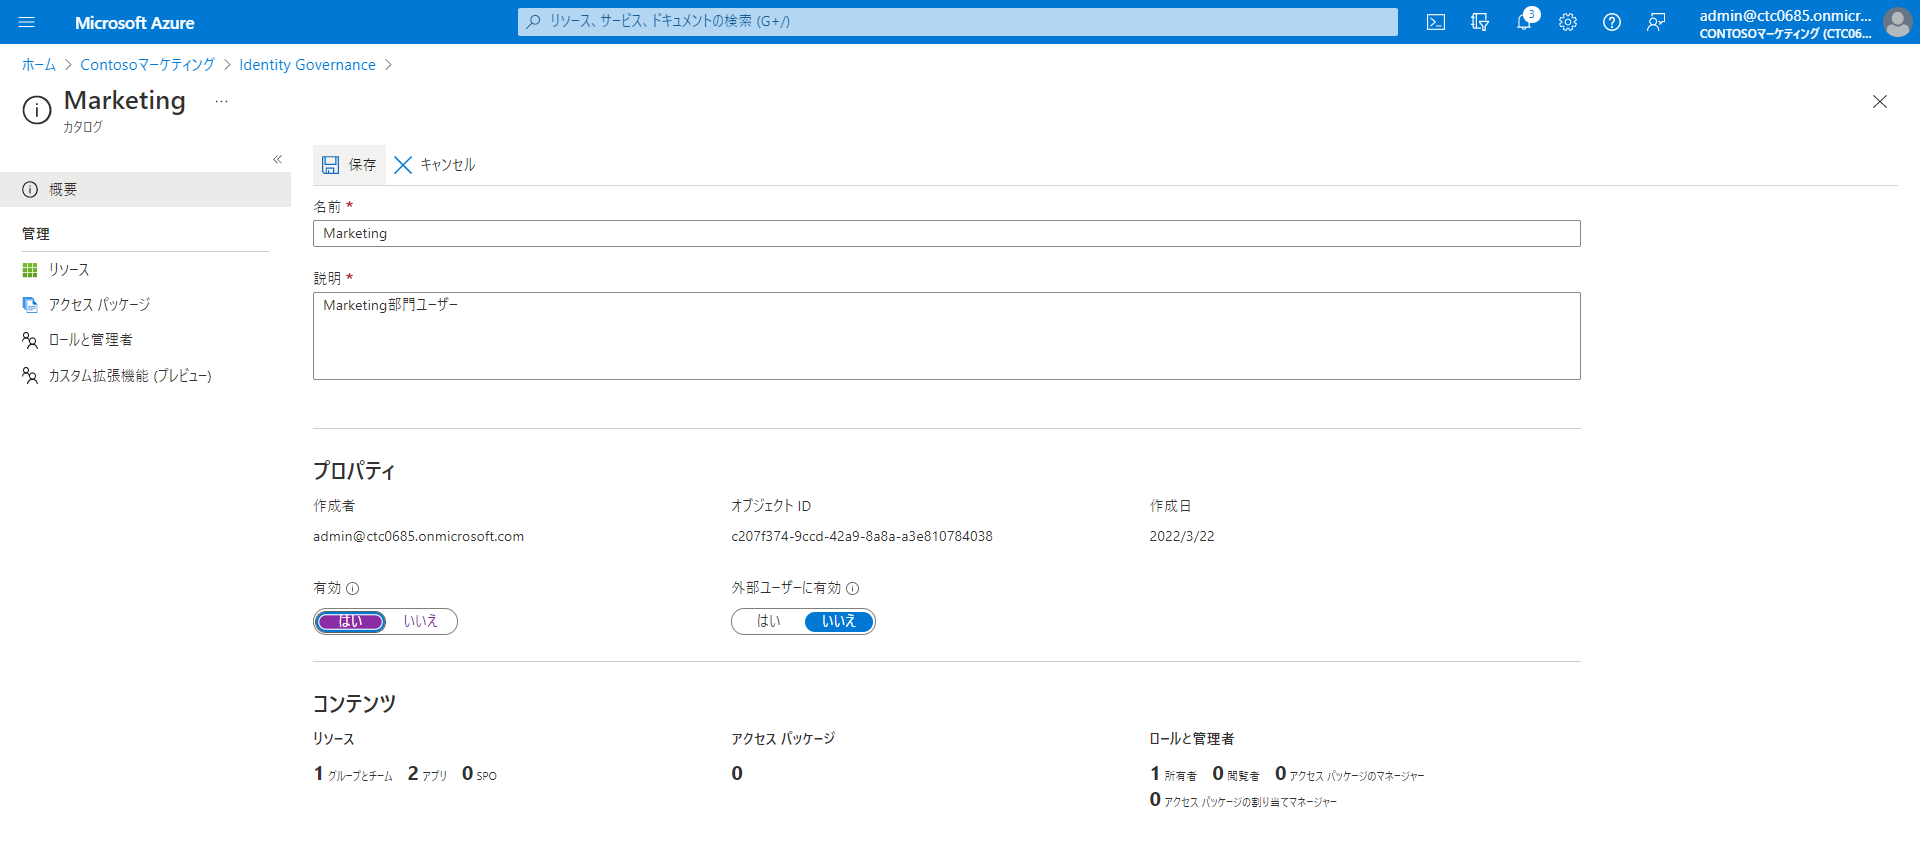 Microsoft Azure
リソース、サービス、ドキュメントの検索 (G+/)
3
admin@ctc0685.onmicr...
CONTOSOマーケティング (CTC06...
ホーム > Contosoマーケティング > Identity Governance >
Marketing ...
カタログ
«
保存 キャンセル
概要
管理
リソース
アクセス パッケージ
ロールと管理者
カスタム拡張機能 (プレビュー)
名前 *
Marketing
説明 *
Marketing部門ユーザー
プロパティ
作成者 オブジェクト ID 作成日
admin@ctc0685.onmicrosoft.com c207f374-9ccd-42a9-8a8a-a3e810784038 2022/3/22
有効 外部ユーザーに有効
はい いいえ はい いいえ
コンテンツ
リソース アクセス パッケージ ロールと管理者
1 グループとチーム 2 アプリ 0 SPO 0 1 所有者 0 閲覧者 0 アクセス パッケージのマネージャー
0 アクセス パッケージの割り当てマネージャー